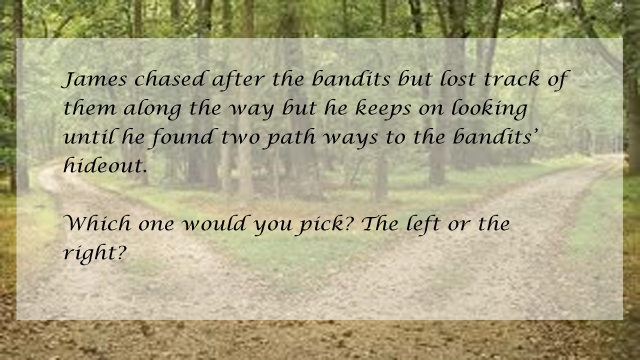 James chased after the bandits but lost track of
them along the way but he keeps on looking
until he found two path ways to the bandits'
hideout.
Which one would you pick? The left or the
right?